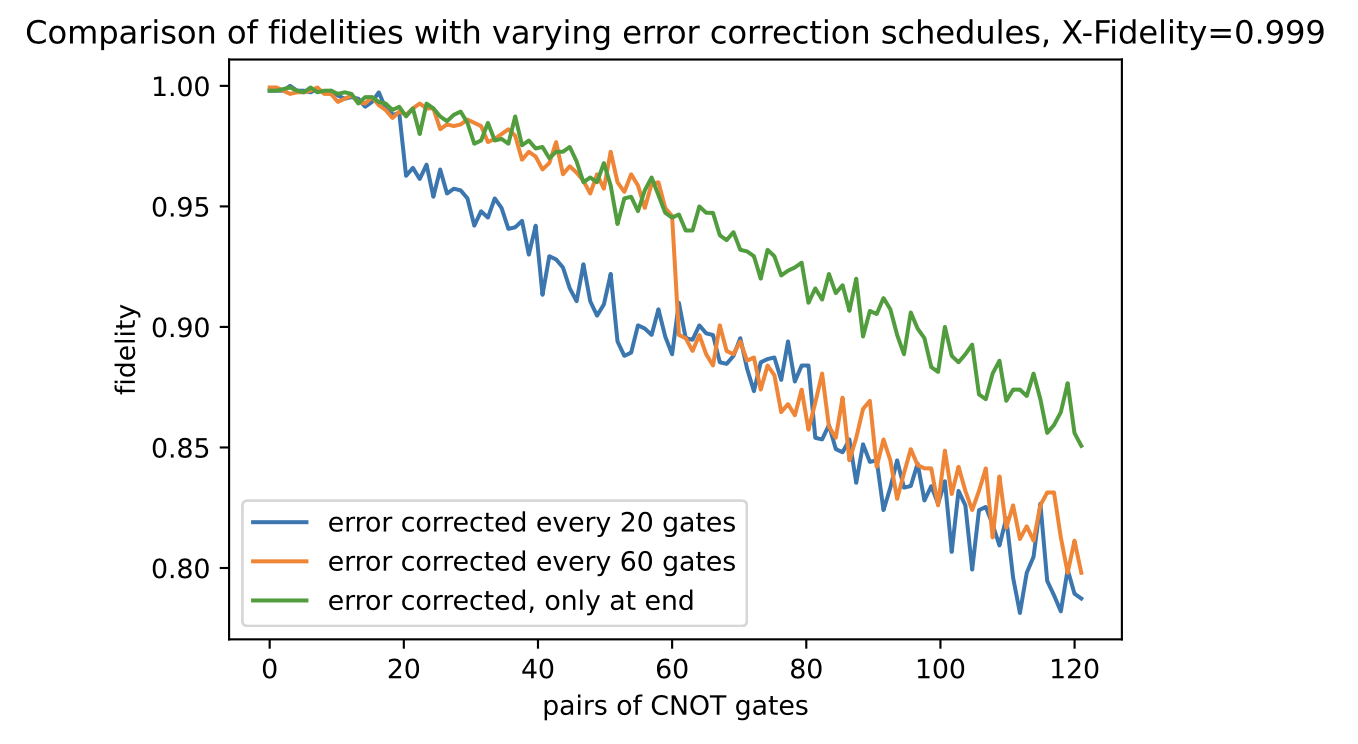 Comparison of fidelities with varying error correction schedules, X-Fidelity=0.999
1.00
0.95
0.90
0.85
0.80
fidelity
error corrected every 20 gates
error corrected every 60 gates
error corrected, only at end
0 20 40 60 80 100 120
pairs of CNOT gates